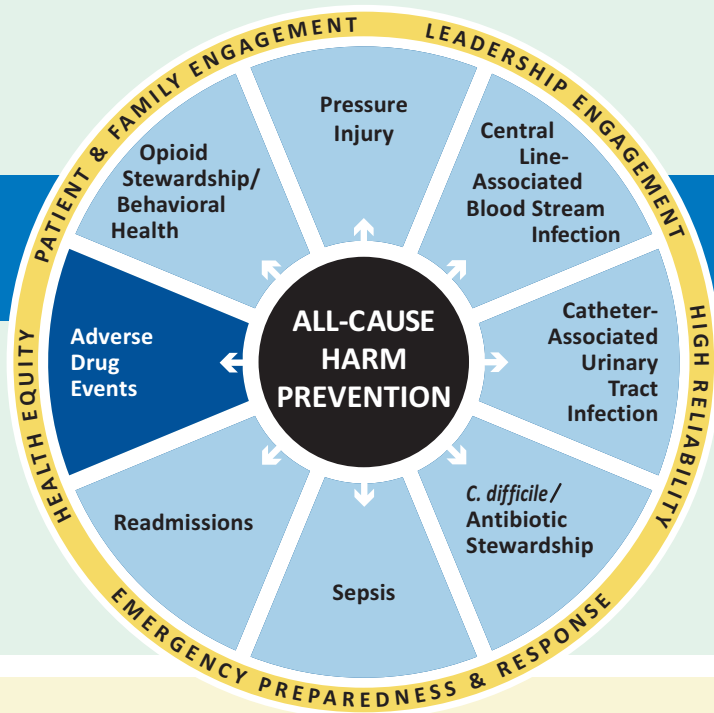 PATIENT & FAMILY ENGAGEMENT
LEADERSHIP ENGAGEMENT
HIGH RELIABILITY
EMERGENCY PREPAREDNESS & RESPONSE
HEALTH EQUITY
Pressure
Injury
Central
Line-
Associated
Blood Stream
Infection
Catheter-
Associated
Urinary
Tract
Infection
C. difficile/
Antibiotic
Stewardship
Sepsis
Readmissions
Adverse
Drug
Events
Opioid
Stewardship/
Behavioral
Health
ALL-CAUSE
HARM
PREVENTION